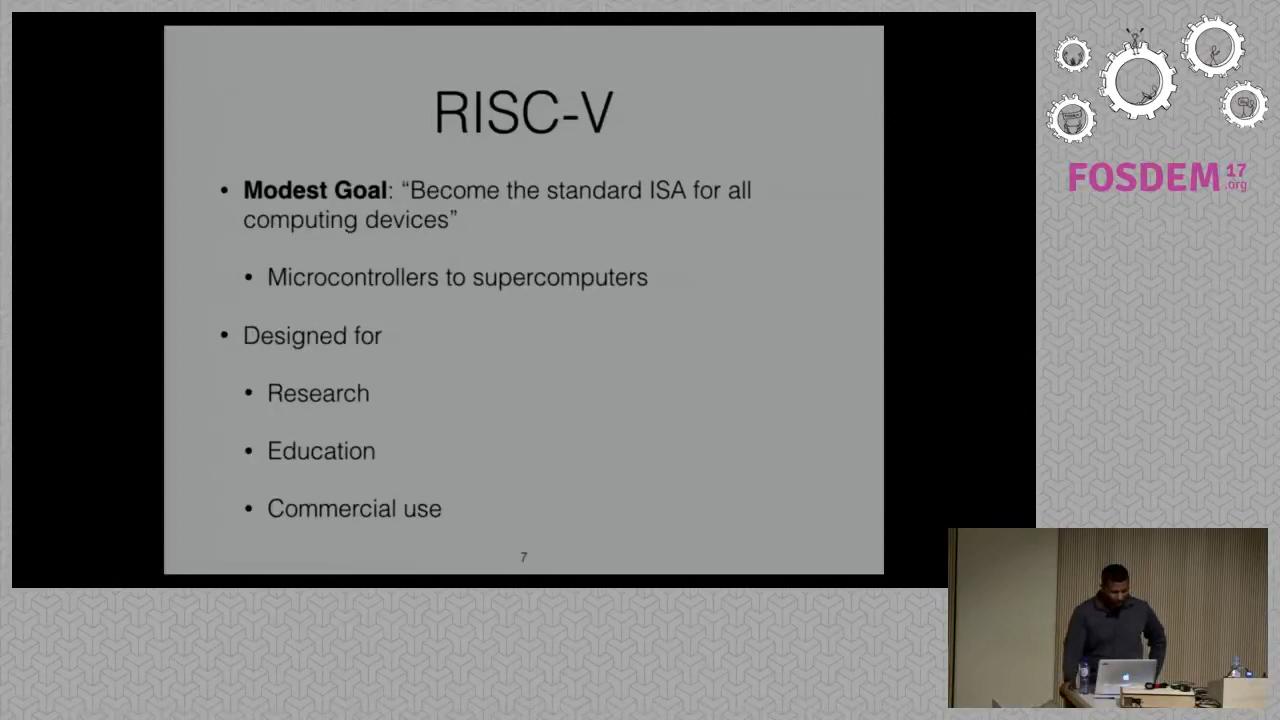 RISC-V
• Modest Goal: “Become the standard ISA for all
computing devices”
• Microcontrollers to supercomputers
• Designed for
• Research
• Education
• Commercial use
7
FOSDEM 17
.org